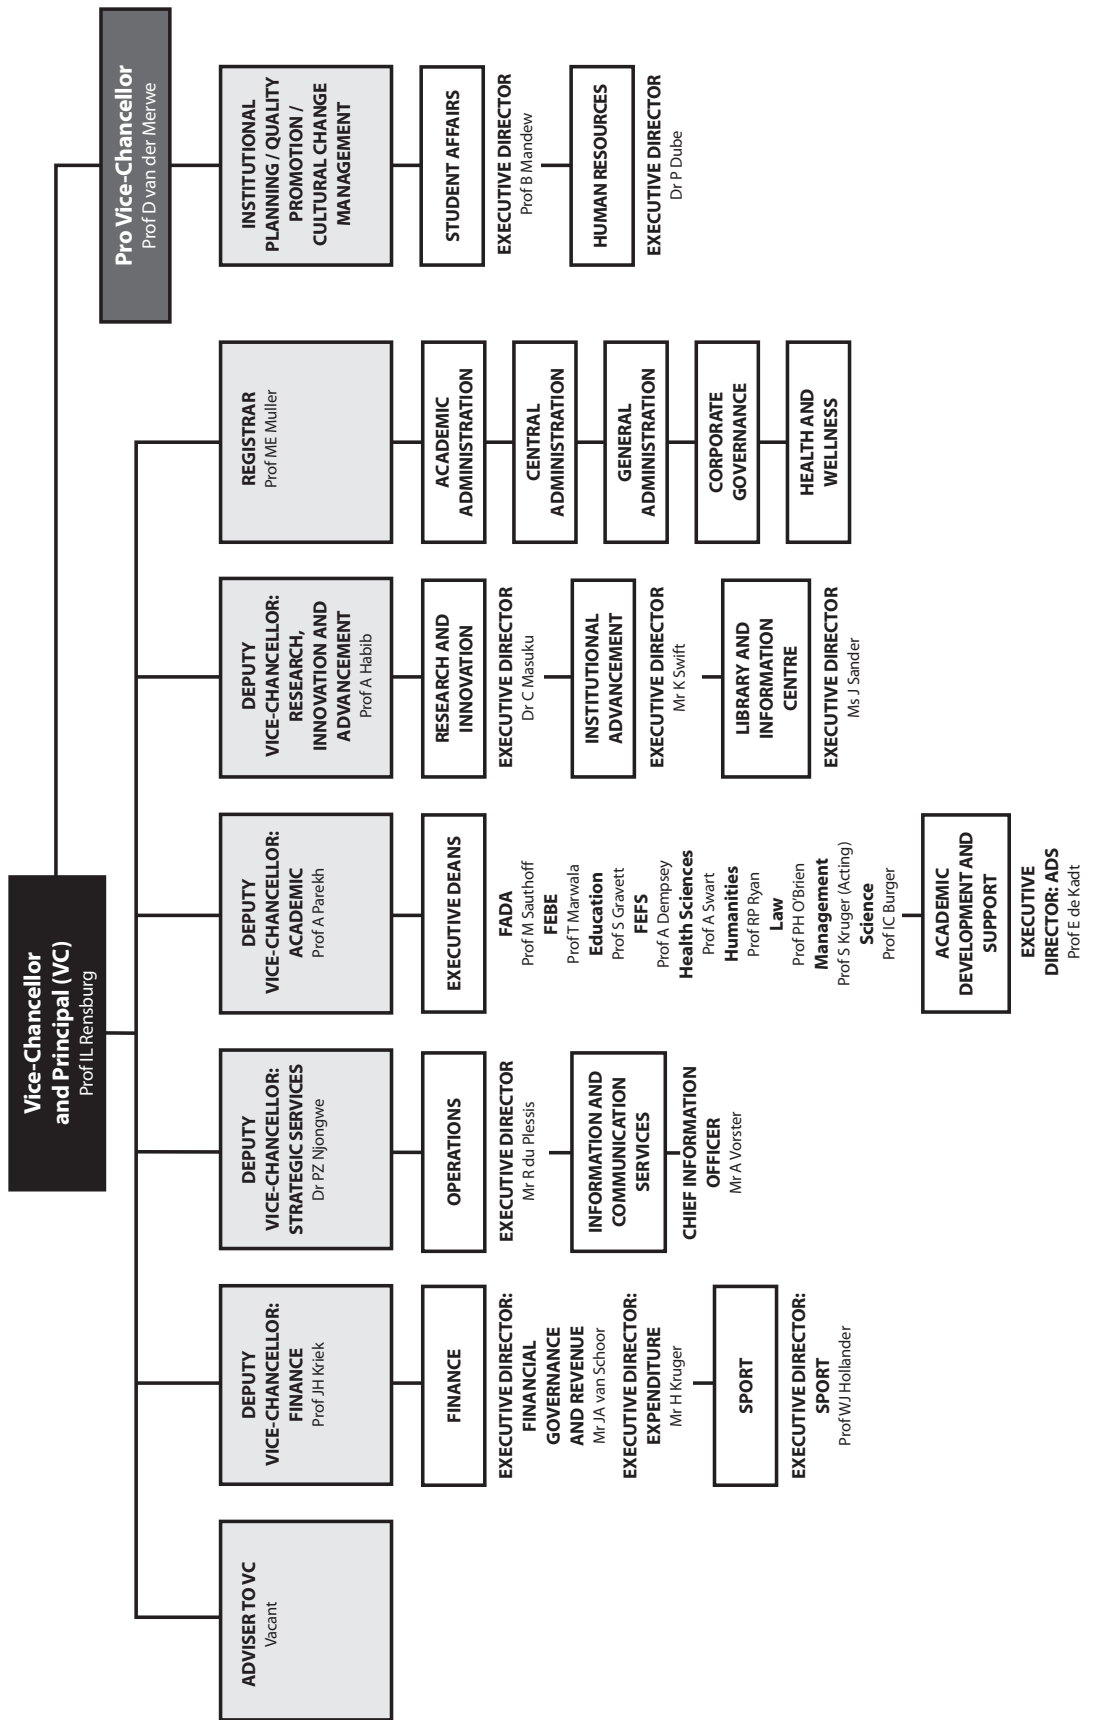 Vice-Chancellor
and Principal (VC)
Prof IL Rensburg
Pro Vice-Chancellor
Prof D van der Merwe
ADVISER TO VC
Vacant
DEPUTY
VICE-CHANCELLOR:
FINANCE
Prof JH Kriek
FINANCE
EXECUTIVE DIRECTOR:
FINANCIAL
GOVERNANCE
AND REVENUE
Mr JA van Schoor
EXECUTIVE DIRECTOR:
EXPENDITURE
Mr H Kruger
SPORT
EXECUTIVE DIRECTOR:
SPORT
Prof WJ Hollander
DEPUTY
VICE-CHANCELLOR:
STRATEGIC SERVICES
Dr PZ Njongwe
OPERATIONS
EXECUTIVE DIRECTOR
Mr R du Plessis
INFORMATION AND
COMMUNICATION
SERVICES
CHIEF INFORMATION
OFFICER
Mr A Vorster
DEPUTY
VICE-CHANCELLOR:
ACADEMIC
Prof A Parekh
EXECUTIVE DEANS
FADA
Prof M Sauthoff
FEBE
Prof T Marwala
Education
Prof S Gravett
FEFS
Prof A Dempsey
Health Sciences
Prof A Swart
Humanities
Prof RP Ryan
Law
Prof PH O'Brien
Management
Prof S Kruger (Acting)
Science
Prof IC Burger
ACADEMIC
DEVELOPMENT AND
SUPPORT
EXECUTIVE
DIRECTOR: ADS
Prof E de Kadt
DEPUTY
VICE-CHANCELLOR:
RESEARCH,
INNOVATION AND
ADVANCEMENT
Prof A Habib
RESEARCH AND
INNOVATION
EXECUTIVE DIRECTOR
Dr C Masuku
INSTITUTIONAL
ADVANCEMENT
EXECUTIVE DIRECTOR
Mr K Swift
LIBRARY AND
INFORMATION
CENTRE
EXECUTIVE DIRECTOR
Ms J Sander
REGISTRAR
Prof ME Muller
ACADEMIC
ADMINISTRATION
CENTRAL
ADMINISTRATION
GENERAL
ADMINISTRATION
CORPORATE
GOVERNANCE
HEALTH AND
WELLNESS
INSTITUTIONAL
PLANNING / QUALITY
PROMOTION /
CULTURAL CHANGE
MANAGEMENT
STUDENT AFFAIRS
EXECUTIVE DIRECTOR
Prof B Mandew
HUMAN RESOURCES
EXECUTIVE DIRECTOR
Dr P Dube